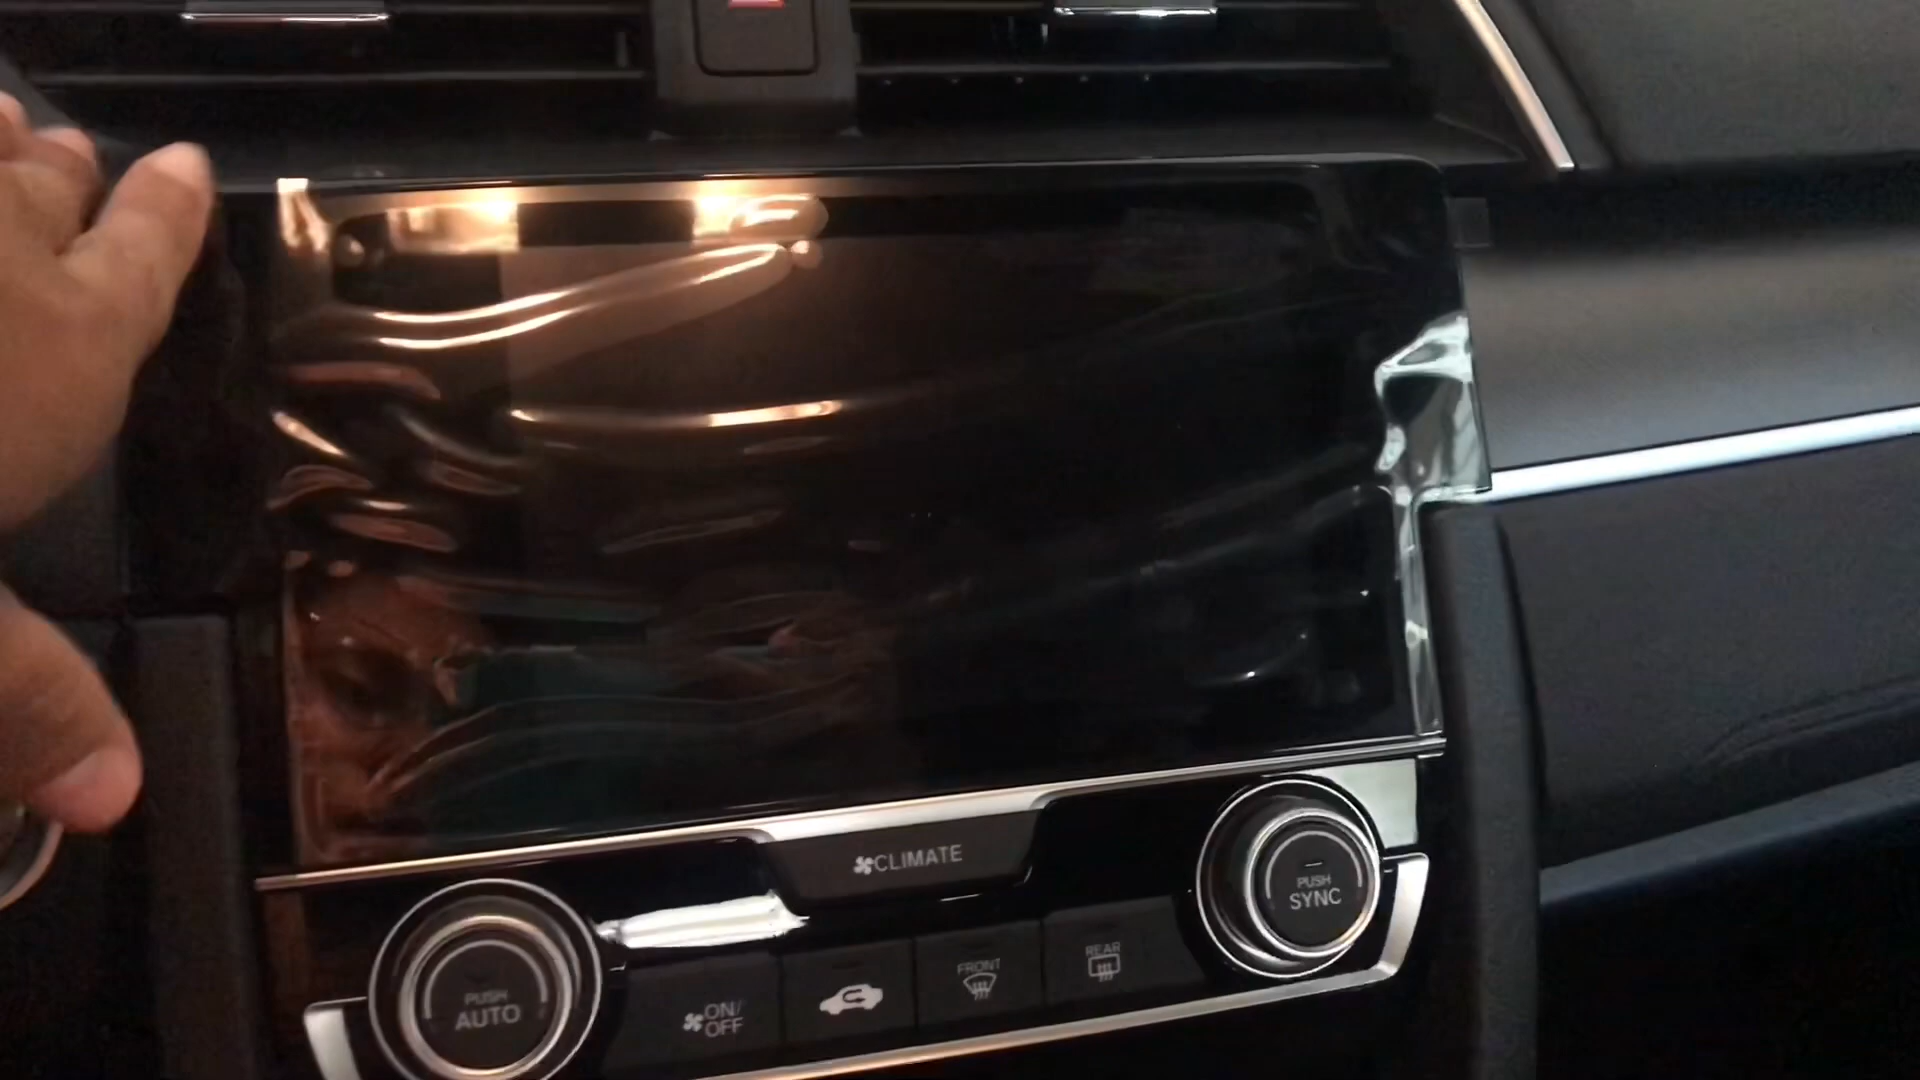 CLIMATE
PUSH
SYNC
FRONT
REAR
ON/
OFF
PUSH
AUTO